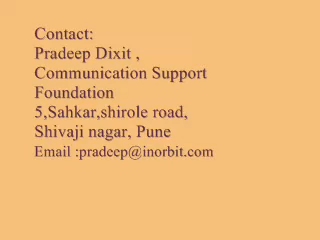 Contact:
Pradeep Dixit ,
Communication Support
Foundation
5,Sahkar,shirole road,
Shivaji nagar, Pune
Email :pradeep@inorbit.com